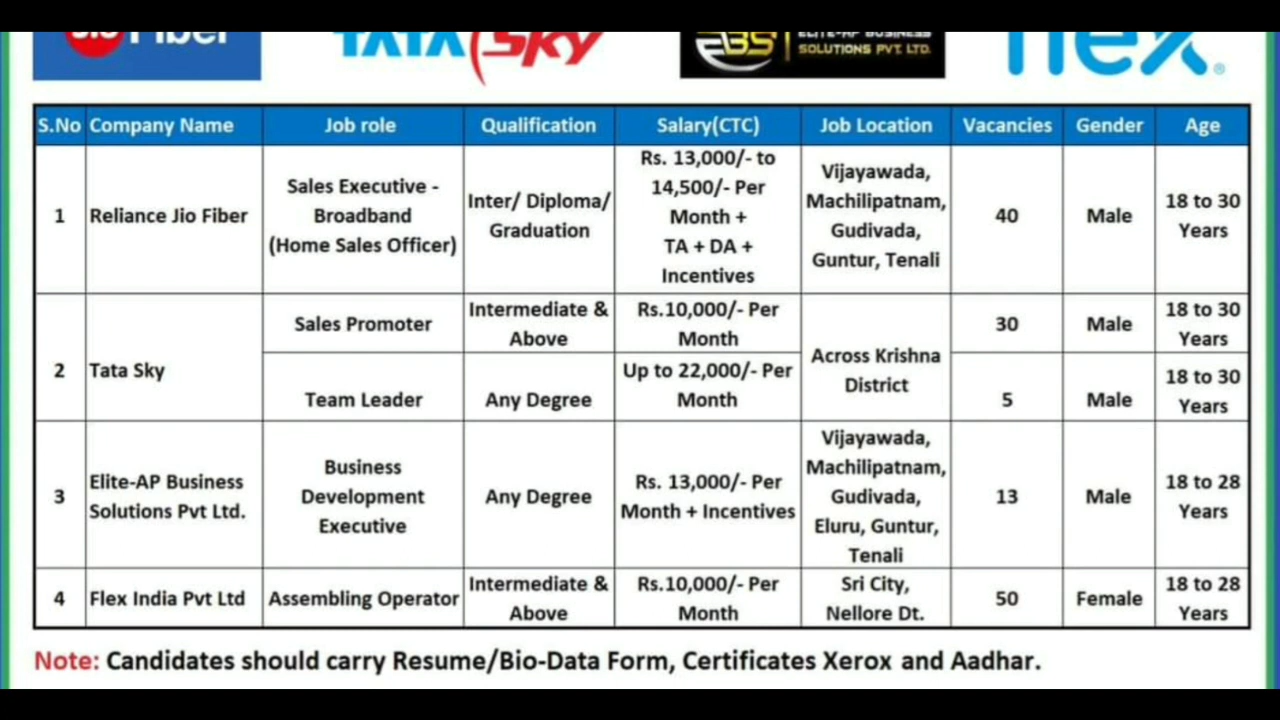 Fiber
TATA sky
EBS
SOLUTIONS PVT. LTD.
flex
S.No Company Name Job role Qualification Salary(CTC) Job Location Vacancies Gender Age
1
Reliance Jio Fiber
Sales Executive -
Broadband
(Home Sales Officer)
Inter/ Diploma/
Graduation
Rs. 13,000/- to
14,500/- Per
Month +
TA + DA +
Incentives
Vijayawada,
Machilipatnam,
Gudivada,
Guntur, Tenali
40
Male
18 to 30
Years
2
Tata Sky
Sales Promoter
Intermediate &
Above
Rs.10,000/- Per
Month
Across Krishna
District
30
Male
18 to 30
Years
Team Leader
Any Degree
Up to 22,000/- Per
Month
5
Male
18 to 30
Years
3
Elite-AP Business
Solutions Pvt Ltd.
Business
Development
Executive
Any Degree
Rs. 13,000/- Per
Month + Incentives
Vijayawada,
Machilipatnam,
Gudivada,
Eluru, Guntur,
Tenali
13
Male
18 to 28
Years
4
Flex India Pvt Ltd
Assembling Operator
Intermediate &
Above
Rs.10,000/- Per
Month
Sri City,
Nellore Dt.
50
Female
18 to 28
Years
Note: Candidates should carry Resume/Bio-Data Form, Certificates Xerox and Aadhar.